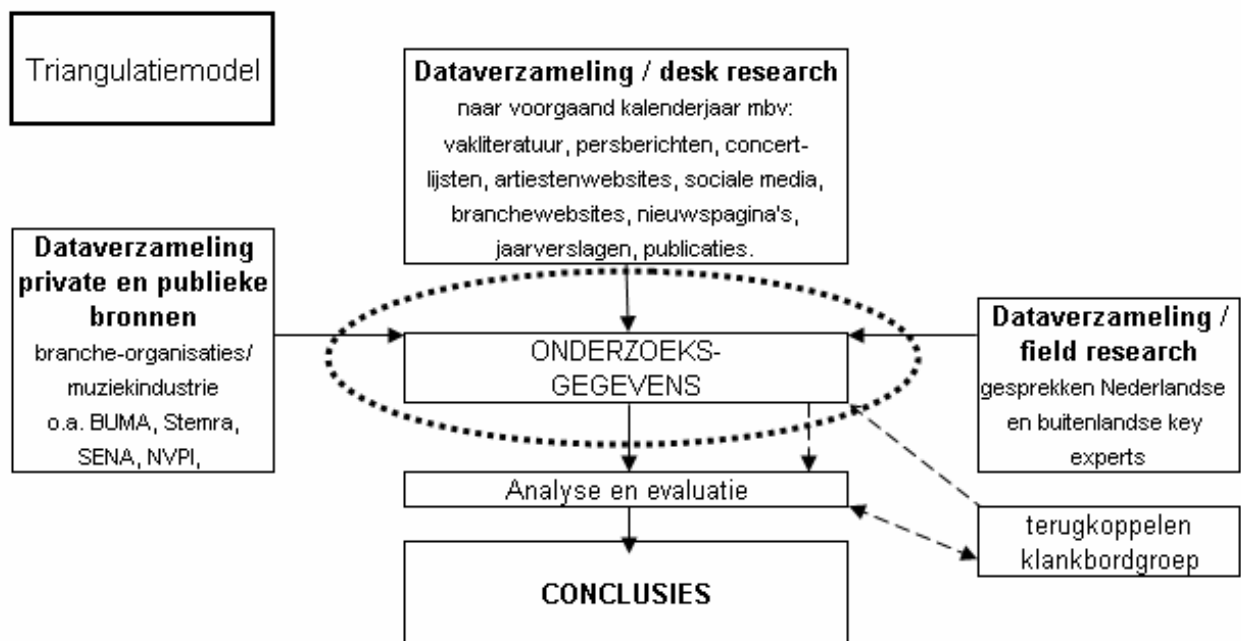 Triangulatiemodel
Dataverzameling / desk research
naar voorgaand kalenderjaar mbv:
vakliteratuur, persberichten, concert-
lijsten, artiestenwebsites, sociale media,
branchewebsites, nieuwspagina's,
jaarverslagen, publicaties.
Dataverzameling
private en publieke
bronnen
branche-organisaties/
muziekindustrie
o.a. BUMA, Stemra,
SENA, NVPI,
ONDERZOEKS-
GEGEVENS
Dataverzameling /
field research
gesprekken Nederlandse
en buitenlandse key
experts
Analyse en evaluatie
terugkoppelen
klankbordgroep
CONCLUSIES